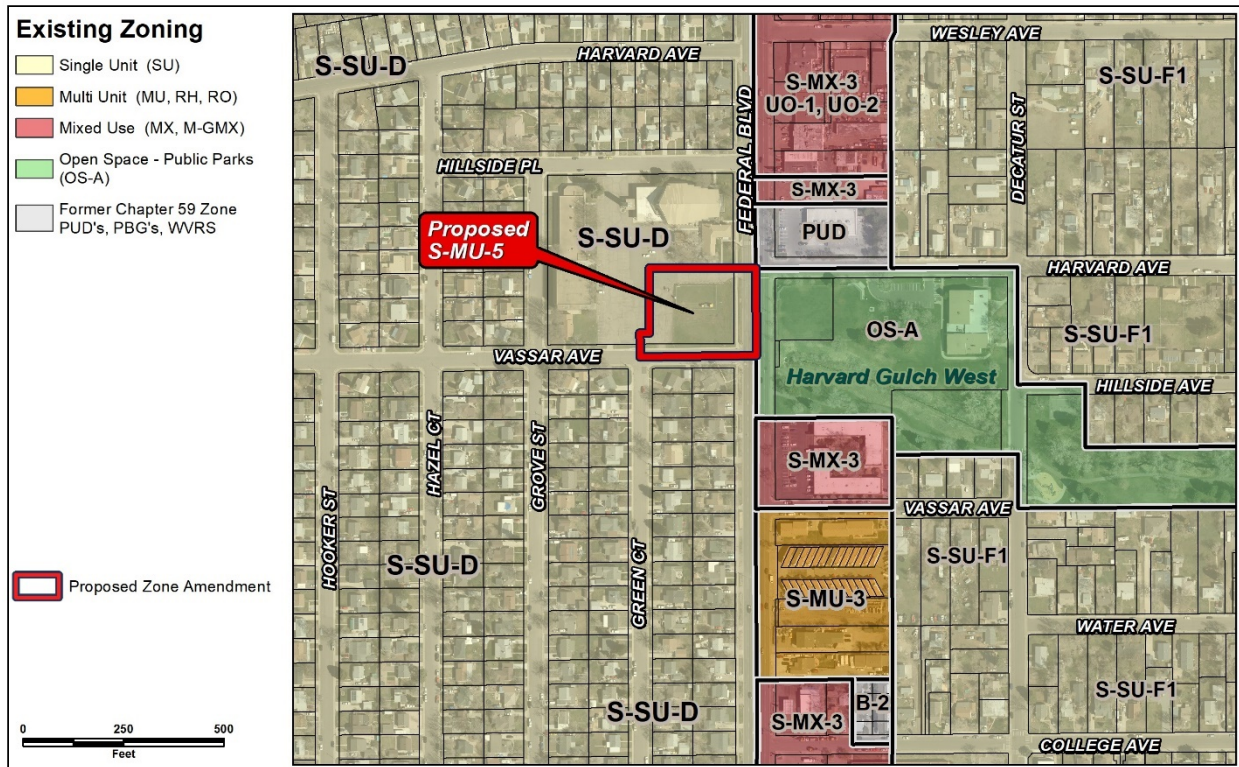 Existing Zoning
Single Unit (SU)
Multi Unit (MU, RH, RO)
Mixed Use (MX, M-GMX)
Open Space - Public Parks
(OS-A)
Former Chapter 59 Zone
PUD's, PBG's, WVRS
Proposed Zone Amendment
0 250 500
Feet
S-SU-D
HARVARD AVE
FEDERAL BLVD
S-MX-3
UO-1, UO-2
WESLEY AVE
DECATUR ST
S-SU-F1
HILLSIDE PL
S-MX-3
Proposed
S-MU-5
S-SU-D
PUD
HARVARD AVE
OS-A
S-SU-F1
VASSAR AVE
Harvard Gulch West
HILLSIDE AVE
HOOKER ST
HAZEL CT
GROVE ST
GREEN CT
S-MX-3
VASSAR AVE
S-SU-D
S-SU-F1
S-MU-3
WATER AVE
S-SU-F1
S-SU-D
S-MX-3
B-2
COLLEGE AVE